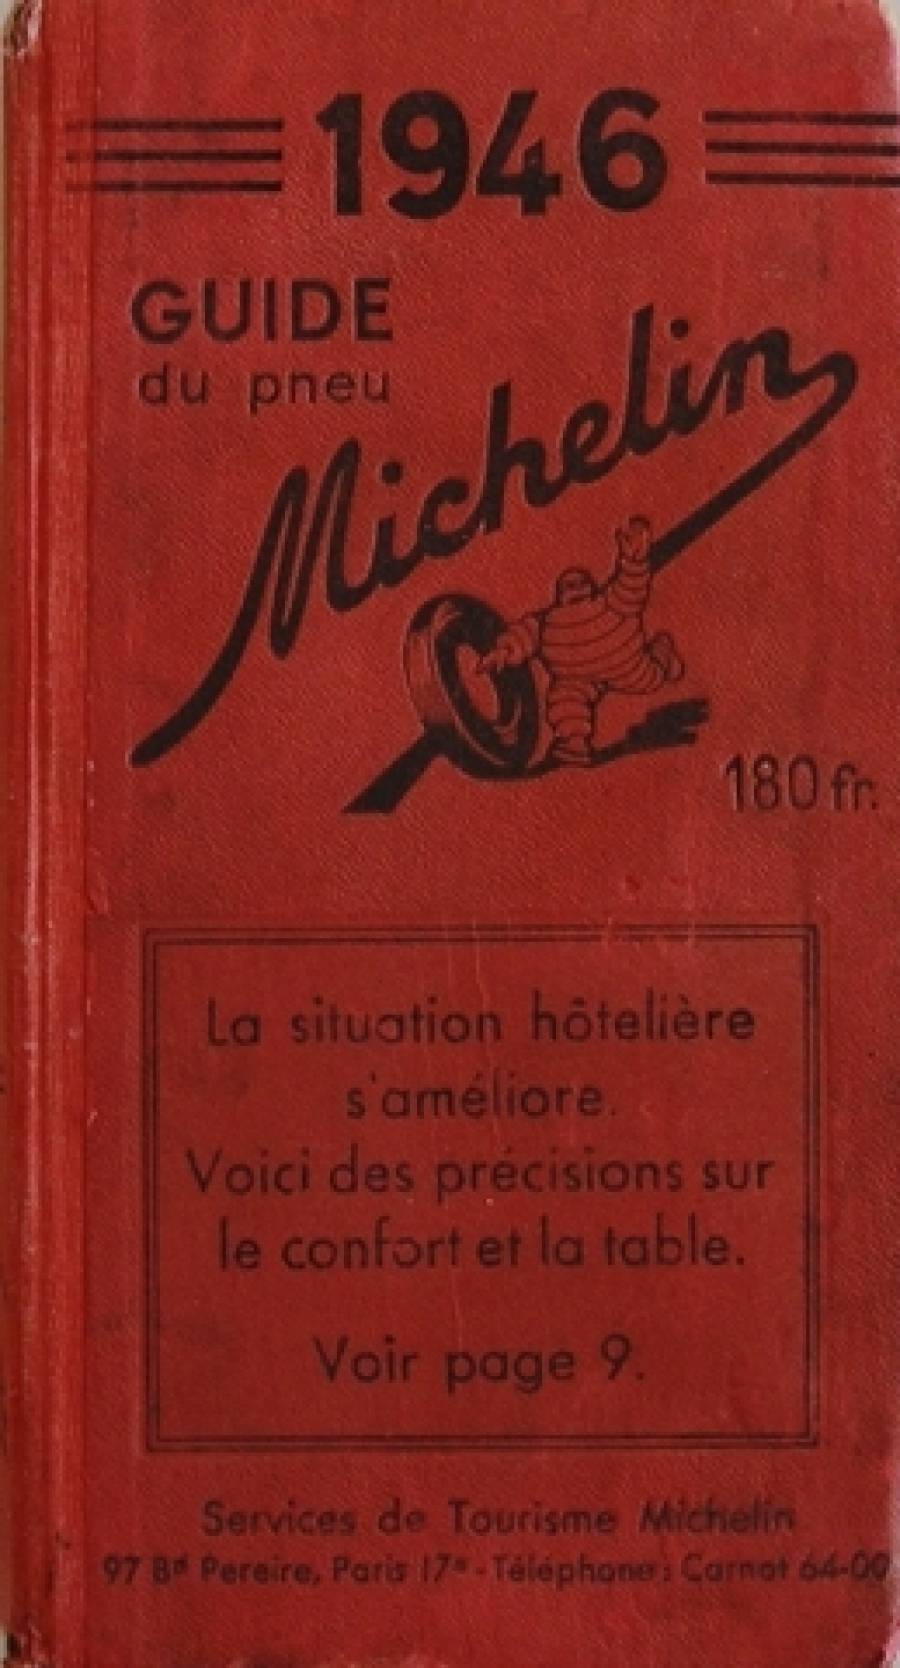 1946
GUIDE
du pneu
Michelin
180 fr.
La situation hôtelière
s'améliore.
Voici des précisions sur
le confort et la table.
Voir page 9.
Services de Tourisme Michelin
97 Bd Pereire, Paris 17e - Téléphone : Carnot 64-00